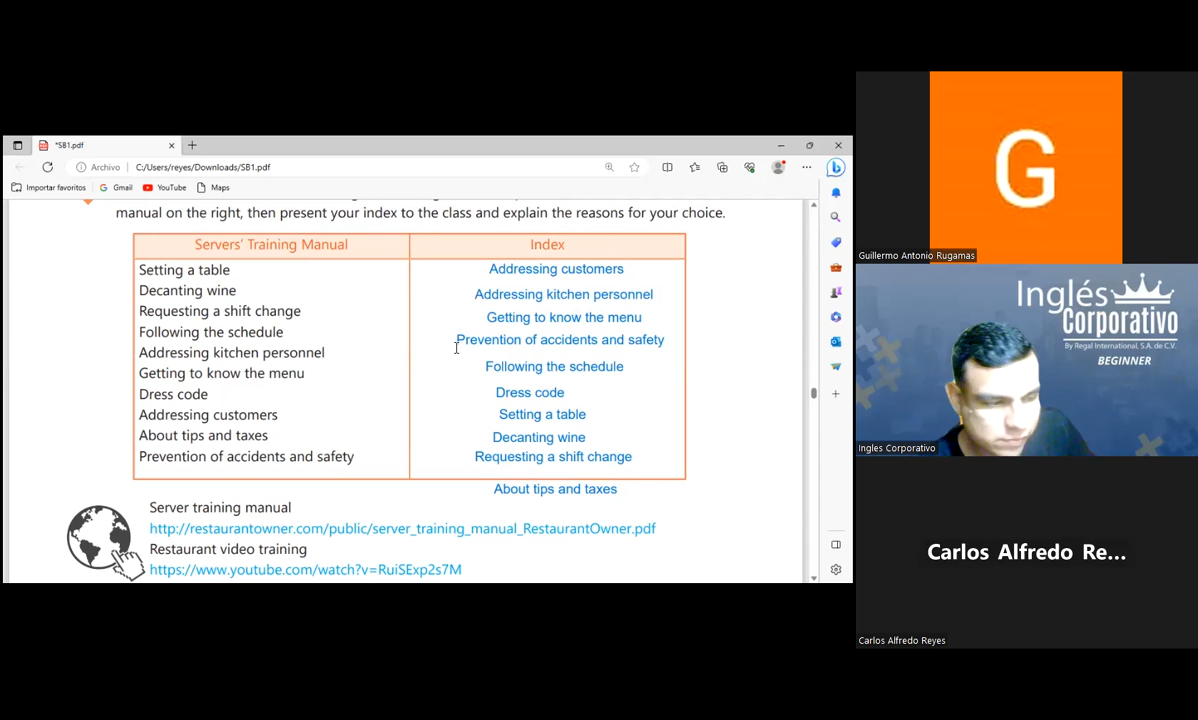 *SB1.pdf
Archivo
C:/Users/reyes/Downloads/SB1.pdf
Importar favoritos
Gmail
YouTube
Maps
manual on the right, then present your index to the class and explain the reasons for your choice.
Servers' Training Manual
Index
Setting a table
Decanting wine
Requesting a shift change
Following the schedule
Addressing kitchen personnel
Getting to know the menu
Dress code
Addressing customers
About tips and taxes
Prevention of accidents and safety
Addressing customers
Addressing kitchen personnel
Getting to know the menu
Prevention of accidents and safety
Following the schedule
Dress code
Setting a table
Decanting wine
Requesting a shift change
About tips and taxes
Server training manual
http://restaurantowner.com/public/server_training_manual_RestaurantOwner.pdf
Restaurant video training
https://www.youtube.com/watch?v=RuiSExp2s7M
G
Guillermo Antonio Rugamas
Inglés
Corporativo
By Regal International, S.A. de C.V.
BEGINNER
Ingles Corporativo
Carlos Alfredo Re...
Carlos Alfredo Reyes